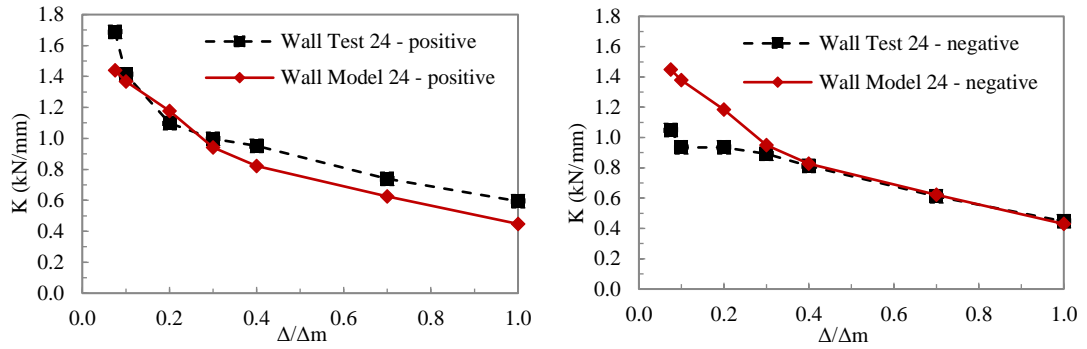 1.8
1.6
1.4
1.2
1.0
0.8
0.6
0.4
0.2
0.0
K (kN/mm)
Wall Test 24 - positive
Wall Model 24 - positive
0.0 0.2 0.4 0.6 0.8 1.0
Δ/Δm
1.8
1.6
1.4
1.2
1.0
0.8
0.6
0.4
0.2
0.0
K (kN/mm)
Wall Test 24 - negative
Wall Model 24 - negative
0.0 0.2 0.4 0.6 0.8 1.0
Δ/Δm